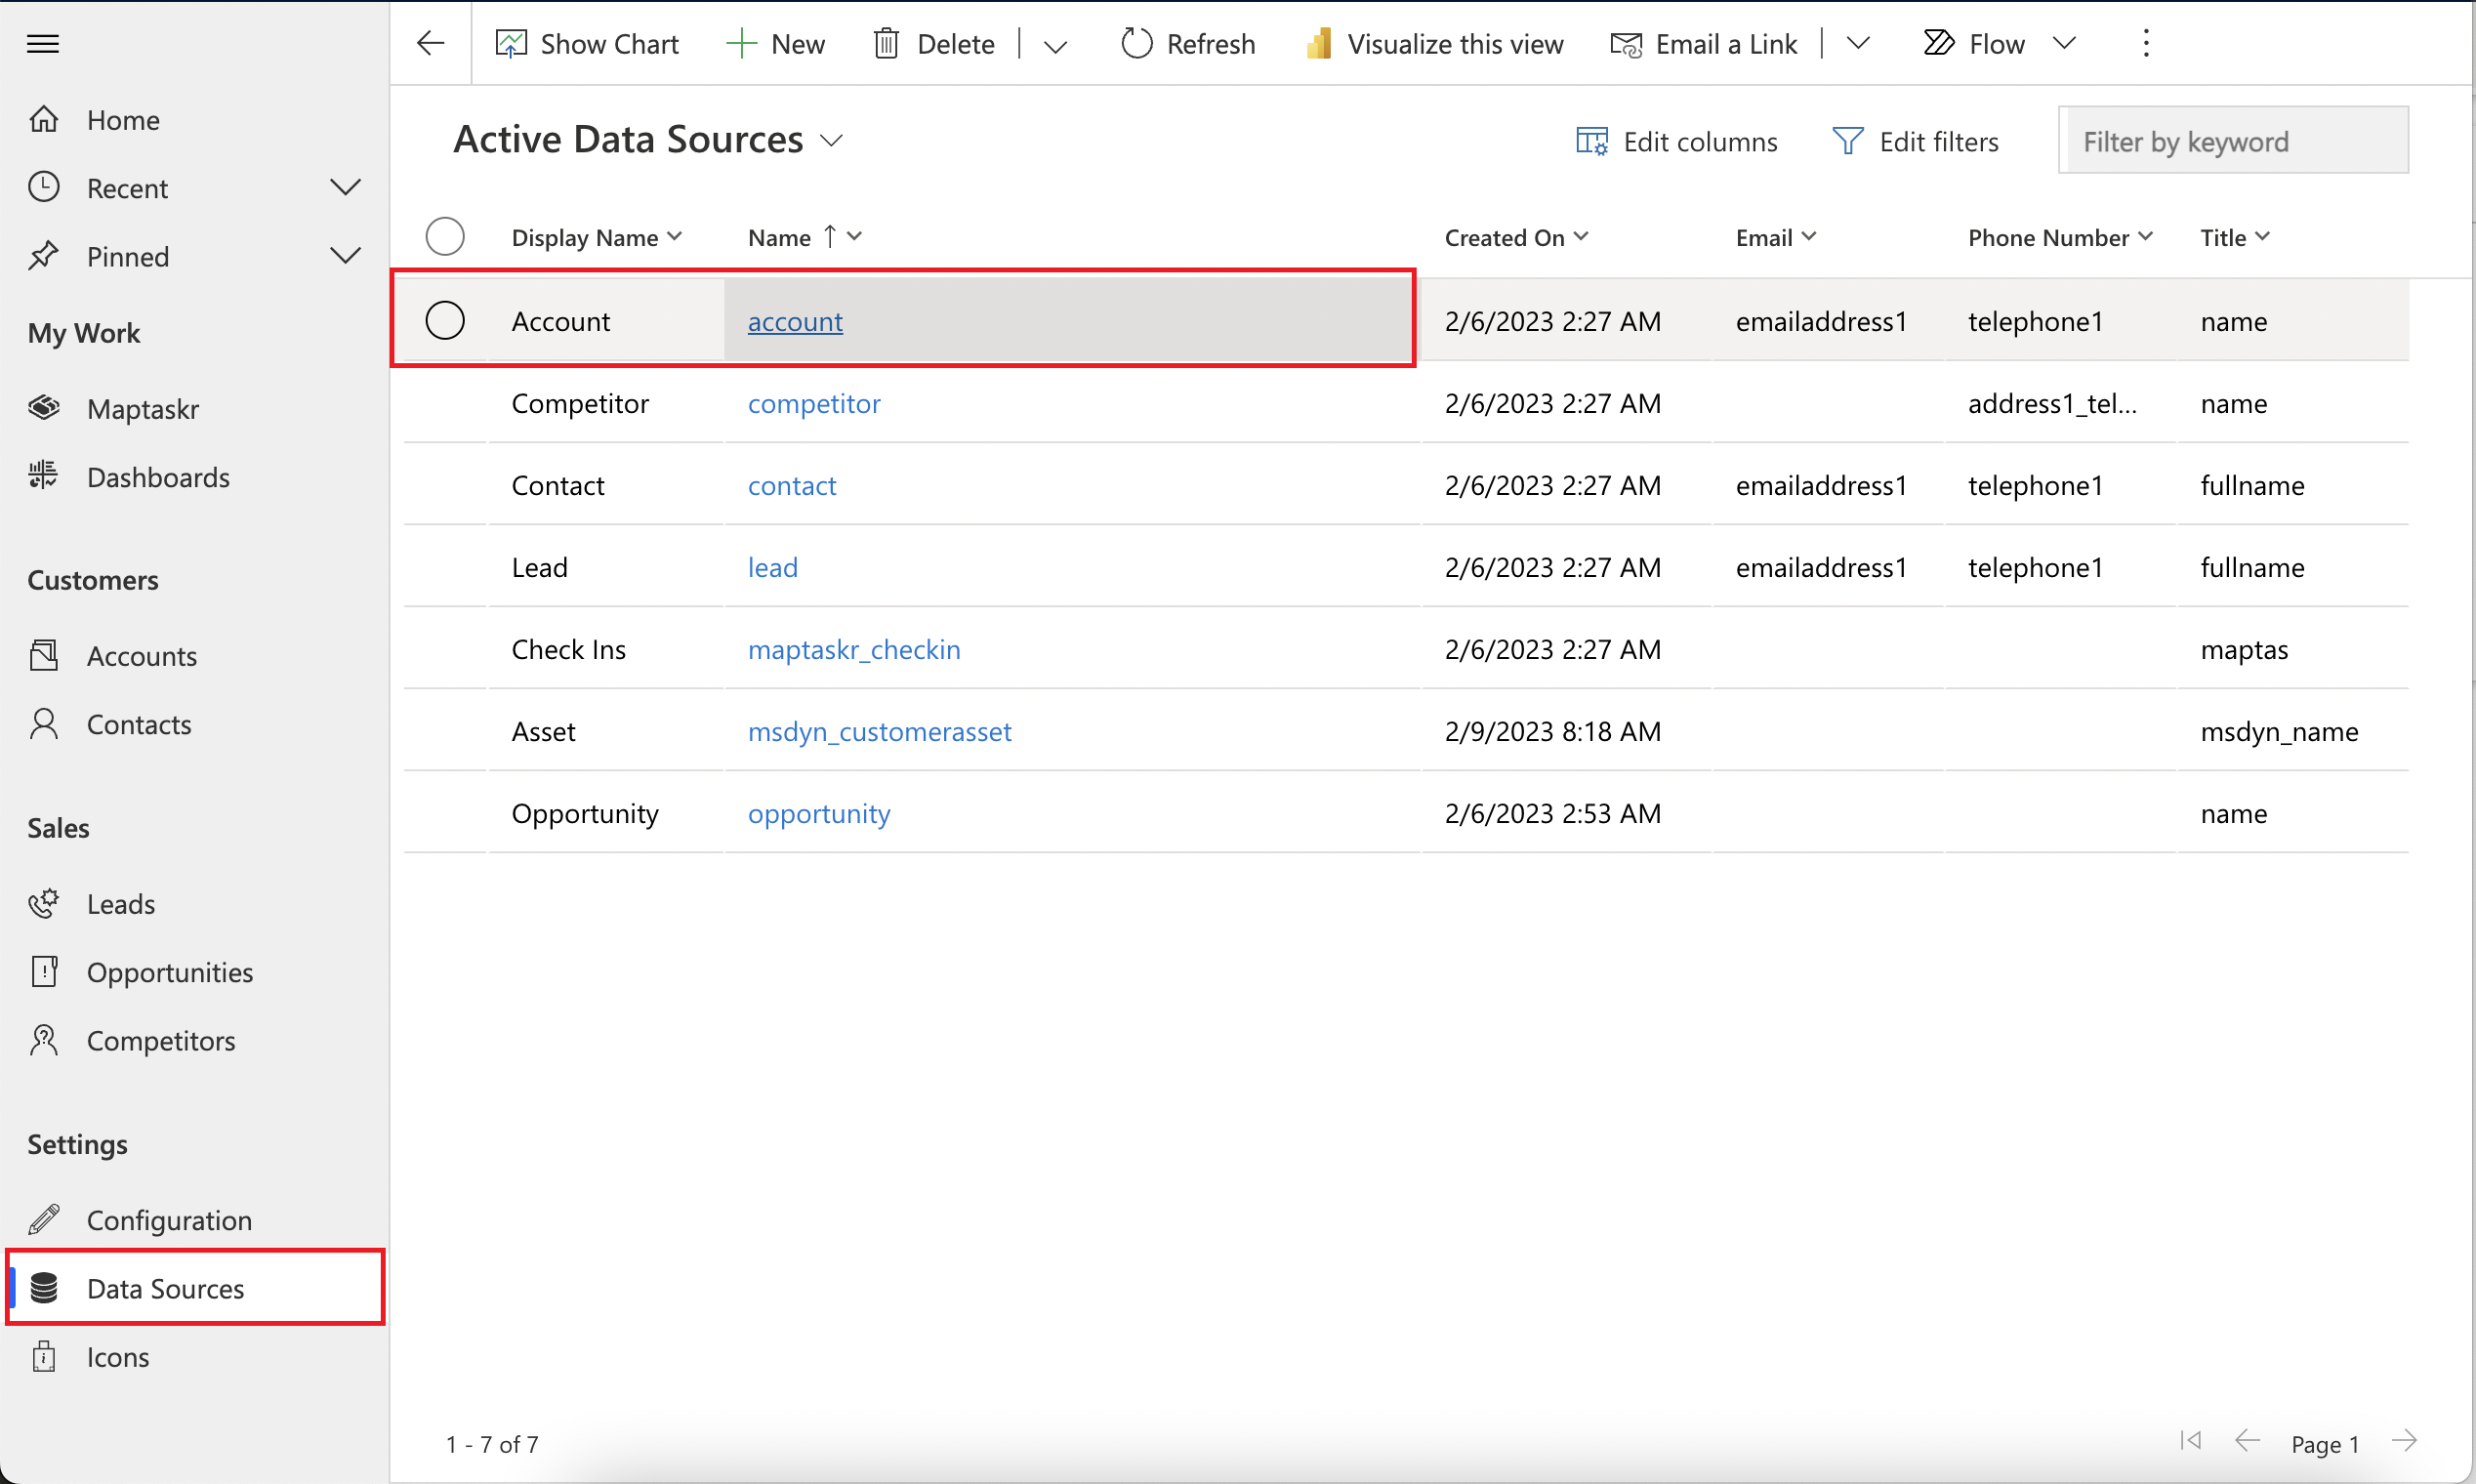 Show Chart New Delete Refresh Visualize this view Email a Link Flow
Home
Recent
Pinned
My Work
Maptaskr
Dashboards
Customers
Accounts
Contacts
Sales
Leads
Opportunities
Competitors
Settings
Configuration
Data Sources
Icons
Active Data Sources
Edit columns Edit filters Filter by keyword
Display Name Name Created On Email Phone Number Title
Account account 2/6/2023 2:27 AM emailaddress1 telephone1 name
Competitor competitor 2/6/2023 2:27 AM address1_tel... name
Contact contact 2/6/2023 2:27 AM emailaddress1 telephone1 fullname
Lead lead 2/6/2023 2:27 AM emailaddress1 telephone1 fullname
Check Ins maptaskr_checkin 2/6/2023 2:27 AM maptas
Asset msdyn_customerasset 2/9/2023 8:18 AM msdyn_name
Opportunity opportunity 2/6/2023 2:53 AM name
1 - 7 of 7 Page 1